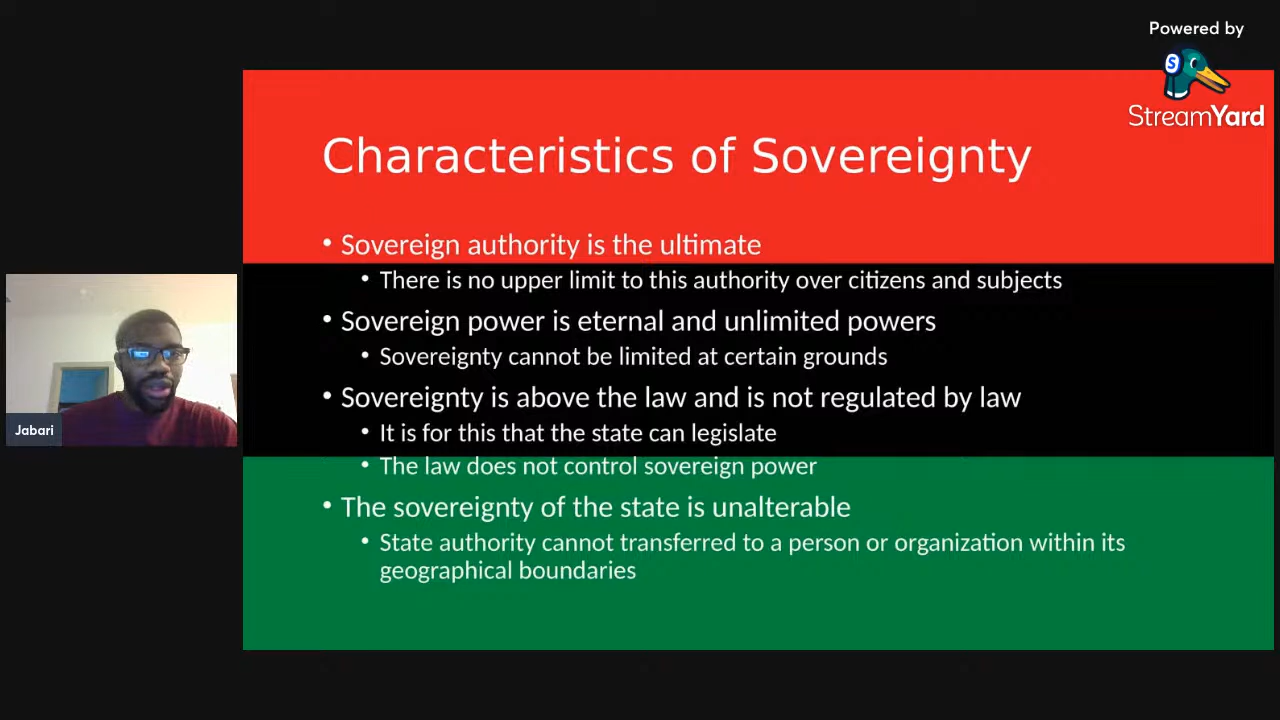 Powered by
StreamYard
Characteristics of Sovereignty
• Sovereign authority is the ultimate
• There is no upper limit to this authority over citizens and subjects
• Sovereign power is eternal and unlimited powers
• Sovereignty cannot be limited at certain grounds
• Sovereignty is above the law and is not regulated by law
• It is for this that the state can legislate
• The law does not control sovereign power
• The sovereignty of the state is unalterable
• State authority cannot transferred to a person or organization within its
geographical boundaries
Jabari